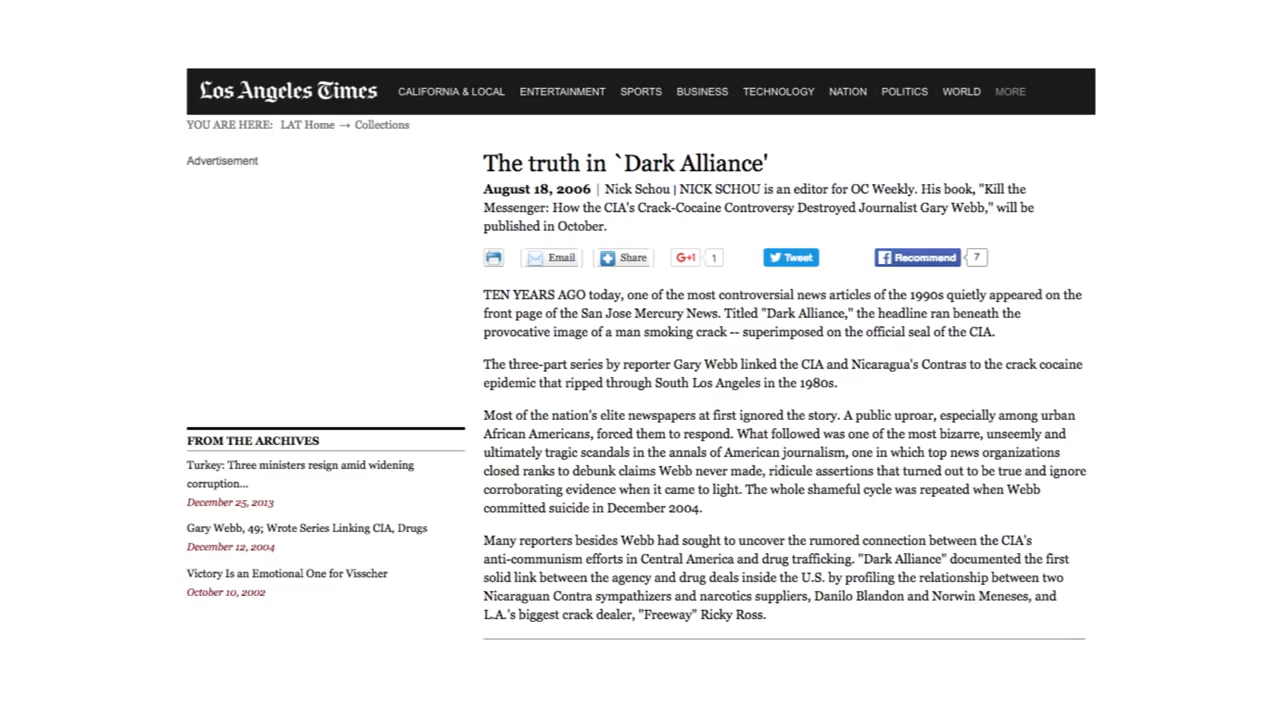 Los Angeles Times CALIFORNIA & LOCAL ENTERTAINMENT SPORTS BUSINESS TECHNOLOGY NATION POLITICS WORLD MORE
YOU ARE HERE: LAT Home → Collections
Advertisement
The truth in `Dark Alliance'
August 18, 2006 | Nick Schou | NICK SCHOU is an editor for OC Weekly. His book, "Kill the
Messenger: How the CIA's Crack-Cocaine Controversy Destroyed Journalist Gary Webb," will be
published in October.
Email Share G+1 1 Tweet Recommend 7
TEN YEARS AGO today, one of the most controversial news articles of the 1990s quietly appeared on the
front page of the San Jose Mercury News. Titled "Dark Alliance," the headline ran beneath the
provocative image of a man smoking crack -- superimposed on the official seal of the CIA.
The three-part series by reporter Gary Webb linked the CIA and Nicaragua's Contras to the crack cocaine
epidemic that ripped through South Los Angeles in the 1980s.
Most of the nation's elite newspapers at first ignored the story. A public uproar, especially among urban
African Americans, forced them to respond. What followed was one of the most bizarre, unseemly and
ultimately tragic scandals in the annals of American journalism, one in which top news organizations
closed ranks to debunk claims Webb never made, ridicule assertions that turned out to be true and ignore
corroborating evidence when it came to light. The whole shameful cycle was repeated when Webb
committed suicide in December 2004.
Many reporters besides Webb had sought to uncover the rumored connection between the CIA's
anti-communism efforts in Central America and drug trafficking. "Dark Alliance" documented the first
solid link between the agency and drug deals inside the U.S. by profiling the relationship between two
Nicaraguan Contra sympathizers and narcotics suppliers, Danilo Blandon and Norwin Meneses, and
L.A.'s biggest crack dealer, "Freeway" Ricky Ross.
FROM THE ARCHIVES
Turkey: Three ministers resign amid widening
corruption...
December 25, 2013
Gary Webb, 49; Wrote Series Linking CIA, Drugs
December 12, 2004
Victory Is an Emotional One for Visscher
October 10, 2002